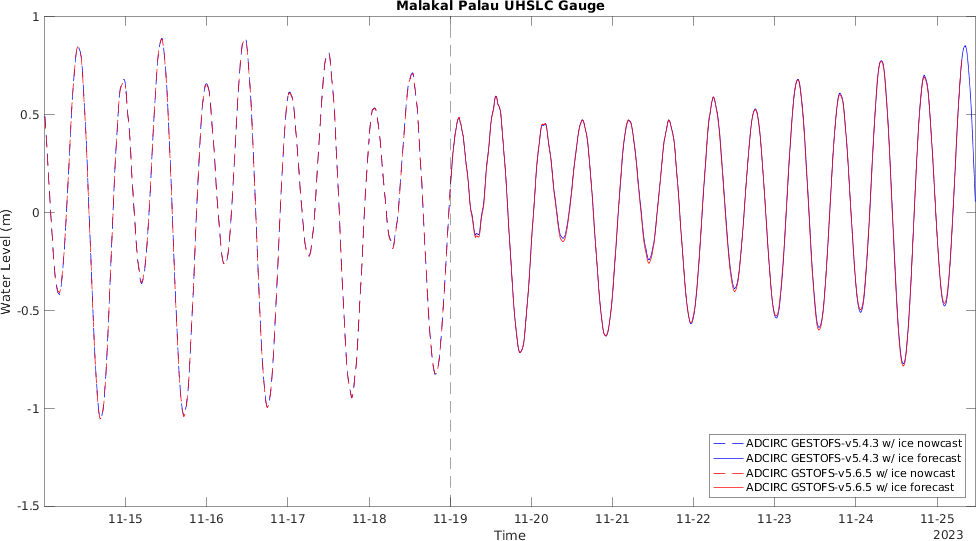 Malakal Palau UHSLC Gauge
1
0.5
0
-0.5
-1
-1.5
Water Level (m)
11-15 11-16 11-17 11-18 11-19 11-20 11-21 11-22 11-23 11-24 11-25
Time
2023
ADCIRC GESTOFS-v5.4.3 w/ ice nowcast
ADCIRC GESTOFS-v5.4.3 w/ ice forecast
ADCIRC GSTOFS-v5.6.5 w/ ice nowcast
ADCIRC GSTOFS-v5.6.5 w/ ice forecast